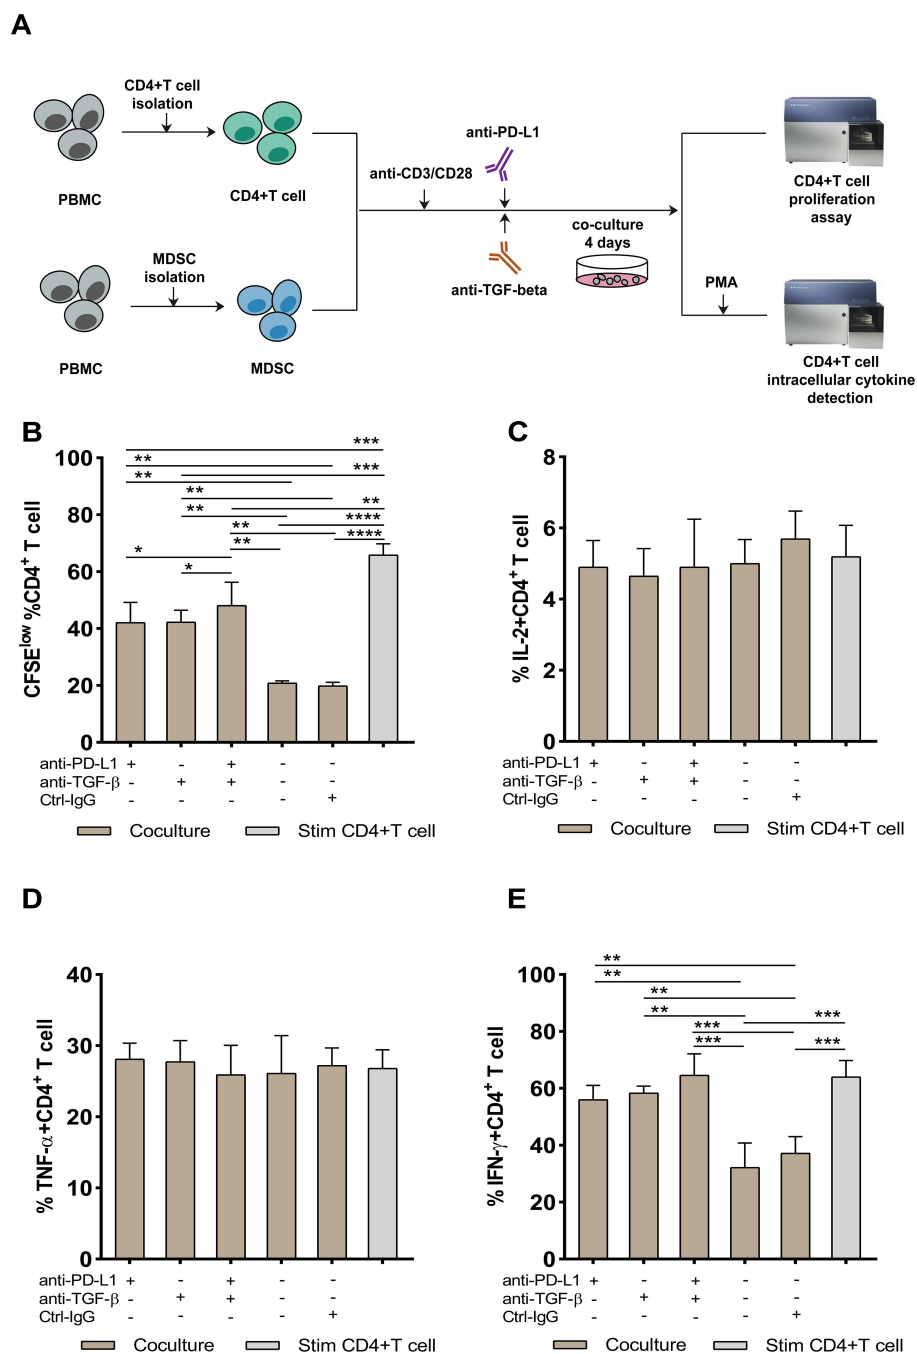 A
CD4+T cell
isolation
PBMC
CD4+T cell
MDSC
isolation
PBMC
MDSC
anti-CD3/CD28
anti-PD-L1
anti-TGF-beta
co-culture
4 days
CD4+T cell
proliferation
assay
PMA
CD4+T cell
intracellular cytokine
detection
B
CFSElow %CD4+ T cell
100
80
60
40
20
0
***
**
***
**
**
**
**
****
**
****
**
*
*
anti-PD-L1 + - + - -
anti-TGF-β - + + - -
Ctrl-IgG - - - - +
Coculture Stim CD4+T cell
C
% IL-2+CD4+ T cell
8
6
4
2
0
anti-PD-L1 + - + - -
anti-TGF-β - + + - -
Ctrl-IgG - - - - +
Coculture Stim CD4+T cell
D
% TNF-α+CD4+ T cell
40
30
20
10
0
anti-PD-L1 + - + - -
anti-TGF-β - + + - -
Ctrl-IgG - - - - +
Coculture Stim CD4+T cell
E
% IFN-γ+CD4+ T cell
100
80
60
40
20
0
**
**
**
**
***
***
***
***
anti-PD-L1 + - + - -
anti-TGF-β - + + - -
Ctrl-IgG - - - - +
Coculture Stim CD4+T cell